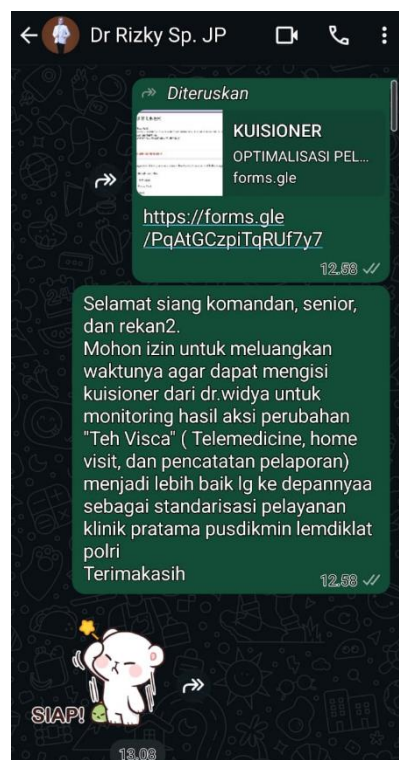 Dr Rizky Sp. JP
Diteruskan
KUISIONER
OPTIMALISASI PEL...
forms.gle
https://forms.gle
/PqAtGCzpiTqRUf7y7
12.58
Selamat siang komandan, senior,
dan rekan2.
Mohon izin untuk meluangkan
waktunya agar dapat mengisi
kuisioner dari dr.widya untuk
monitoring hasil aksi perubahan
"Teh Visca" ( Telemedicine, home
visit, dan pencatatan pelaporan)
menjadi lebih baik lg ke depannyaa
sebagai standarisasi pelayanan
klinik pratama pusdikmin lemdiklat
polri
Terimakasih
12.58
SIAP!
13.08